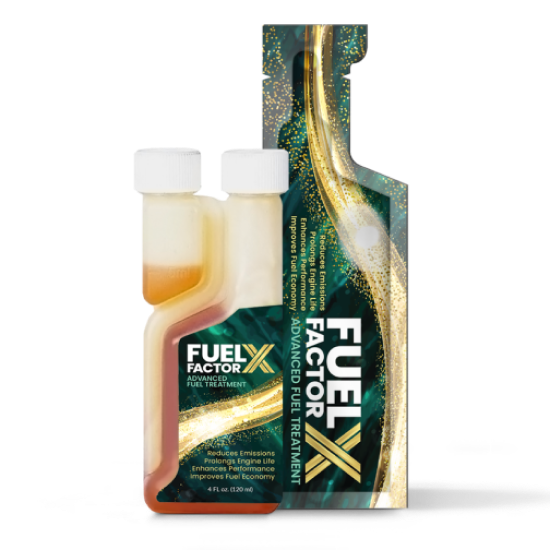 FUEL X
FACTOR
ADVANCED
FUEL TREATMENT
Reduces Emissions
Prolongs Engine Life
Enhances Performance
Improves Fuel Economy
4 FL oz. (120 ml)
Reduces Emissions
Prolongs Engine Life
Enhances Performance
Improves Fuel Economy
FUEL X
FACTOR
ADVANCED FUEL TREATMENT